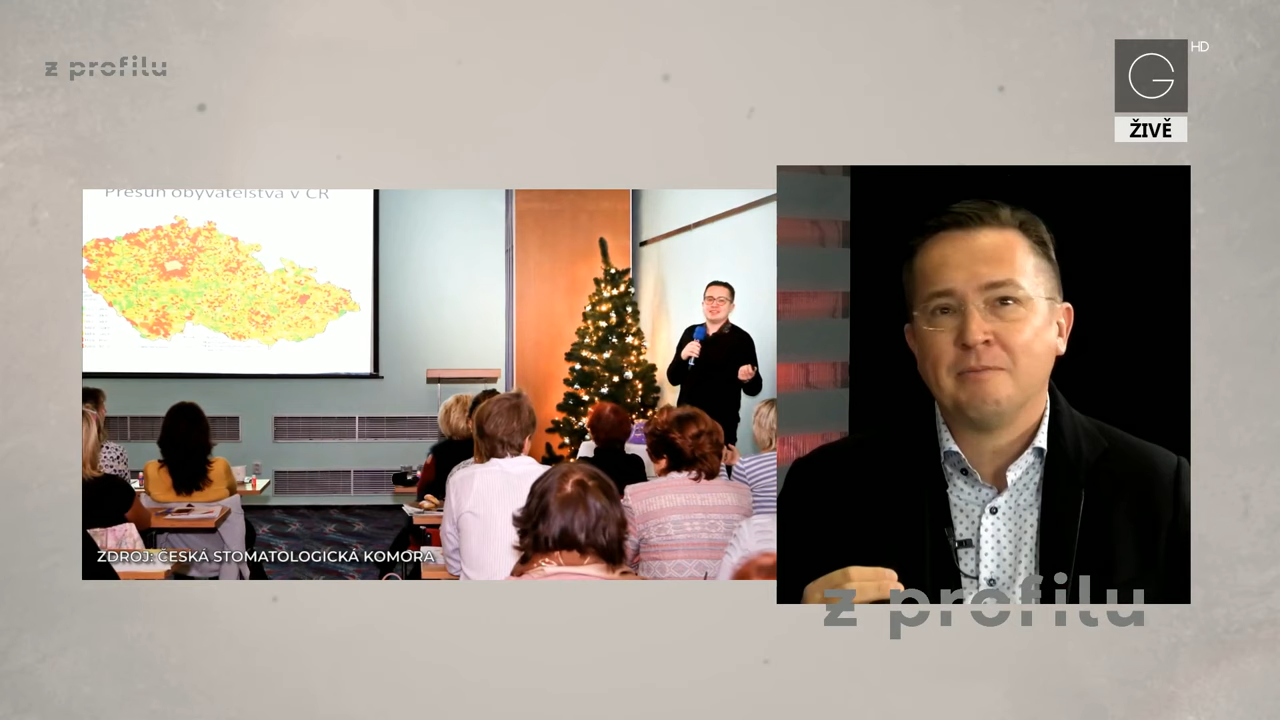 z profilu
HD
G
ŽIVĚ
Přesun obyvatelstva v ČR
ZDROJ: ČESKÁ STOMATOLOGICKÁ KOMORA
z profilu